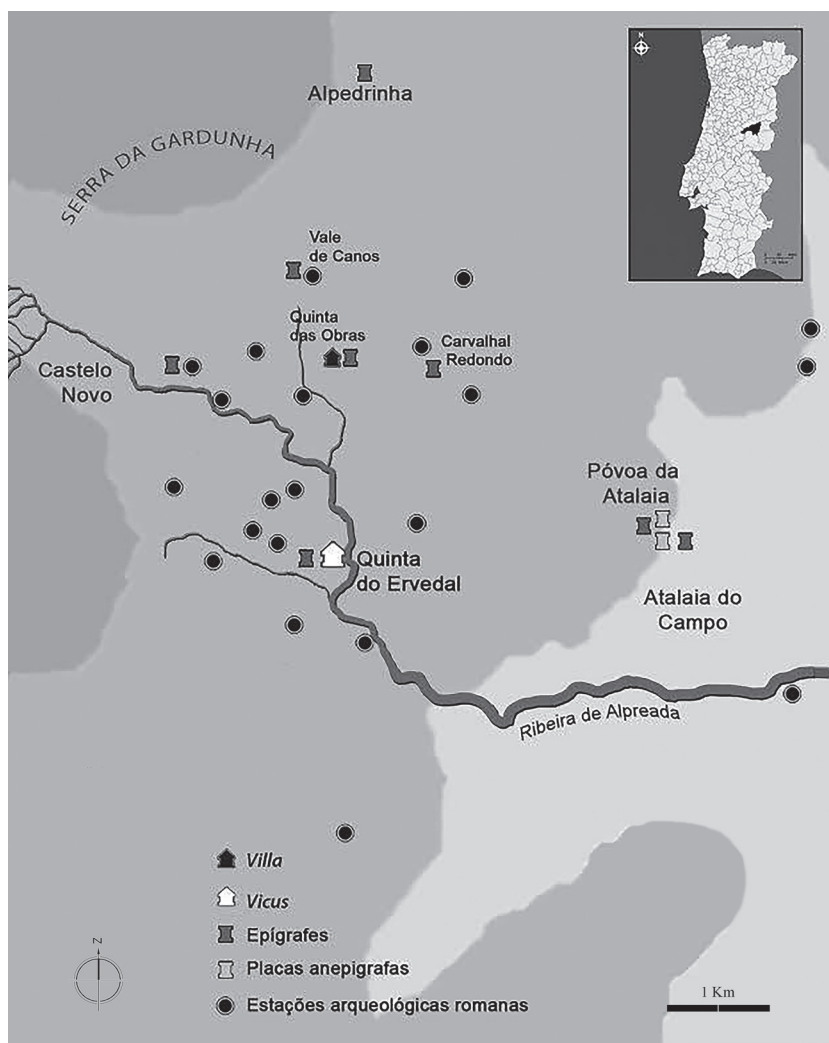 N
Alpedrinha
SERRA DA GARDUNHA
Vale
de Canos
Quinta
das Obras
Carvalhal
Redondo
Castelo
Novo
Póvoa da
Atalaia
Quinta
do Ervedal
Atalaia do
Campo
Ribeira de Alpreada
Villa
Vicus
Epígrafes
Placas anepigrafas
Estações arqueológicas romanas
N
1 Km